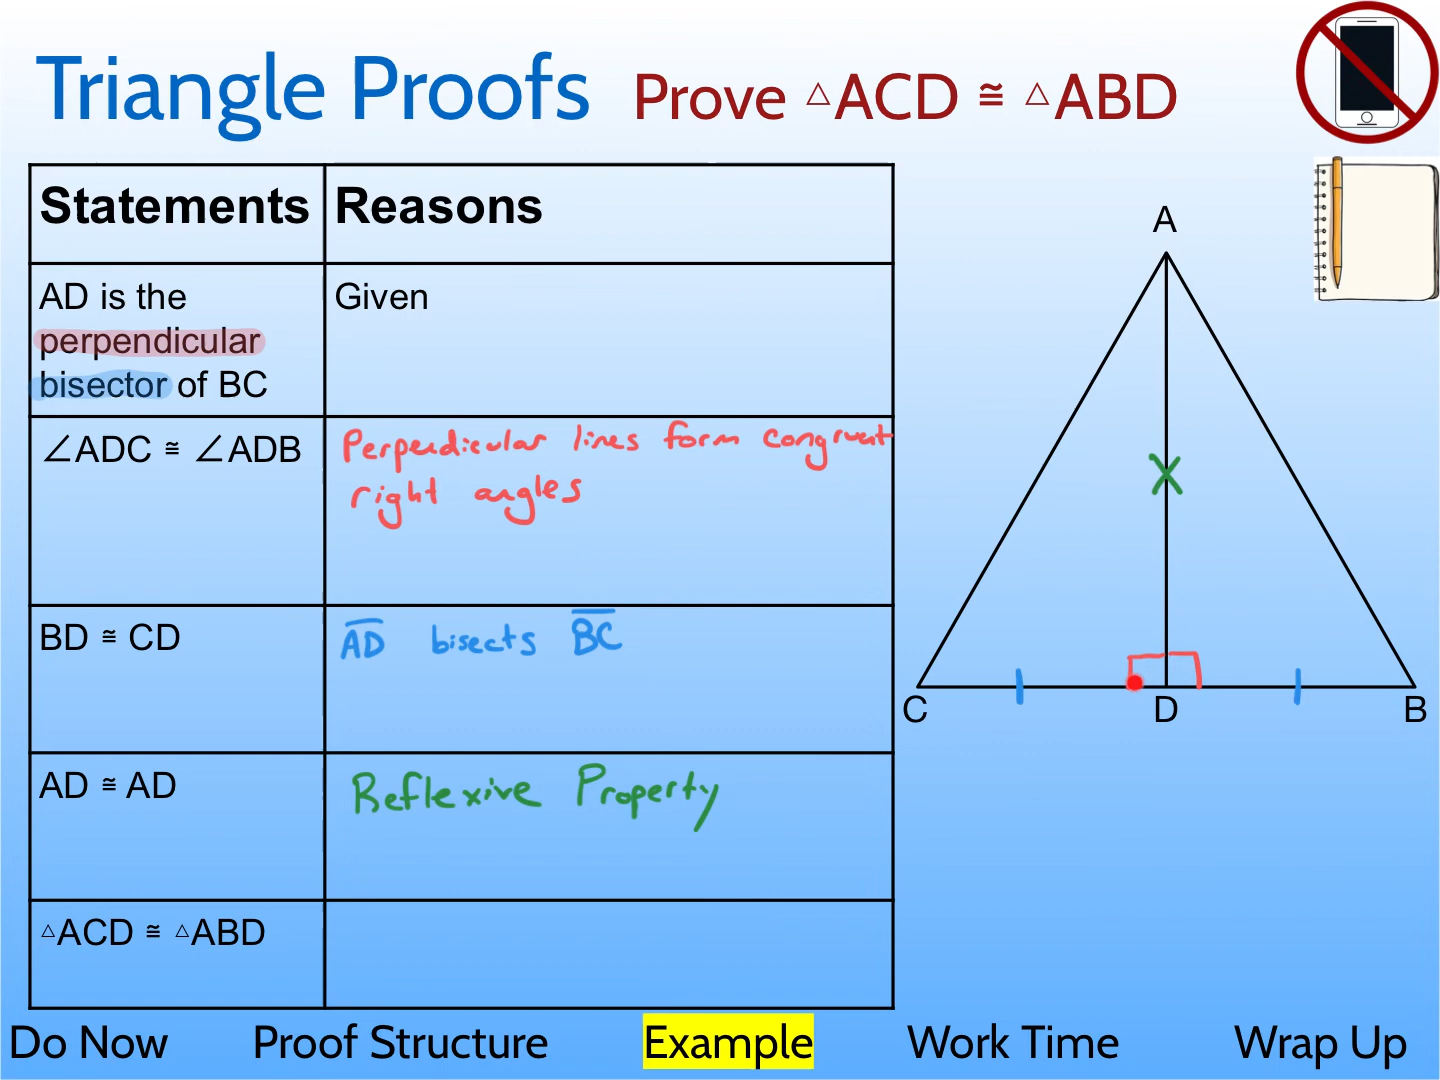 Triangle Proofs Prove △ACD ≅ △ABD
Statements Reasons
AD is the Given
perpendicular
bisector of BC
∠ADC ≅ ∠ADB Perpendicular lines form congruent
right angles
BD ≅ CD AD bisects BC
AD ≅ AD Reflexive Property
△ACD ≅ △ABD
A
C D B
Do Now Proof Structure Example Work Time Wrap Up